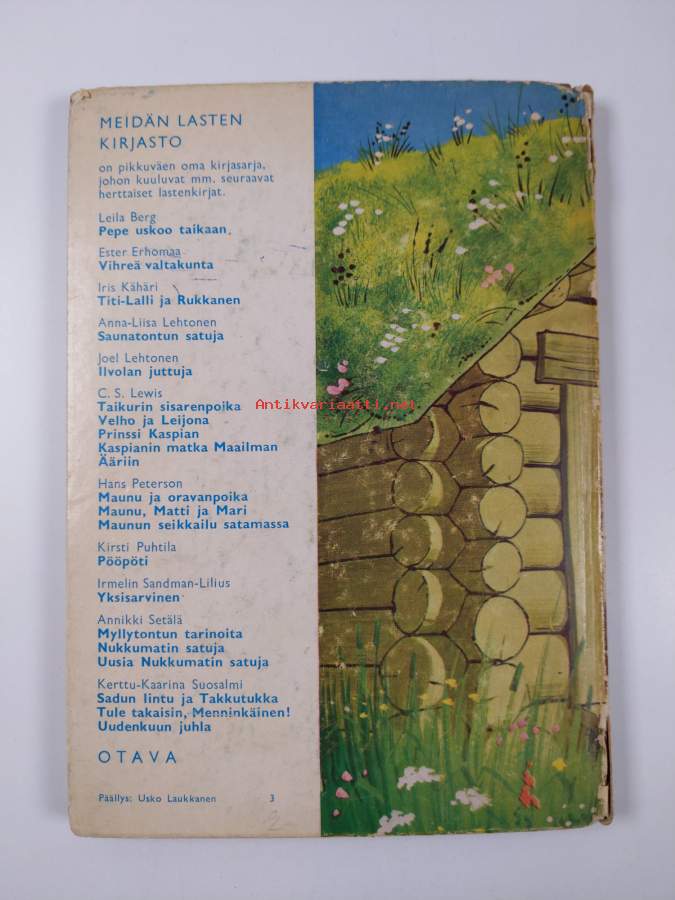 MEIDÄN LASTEN
KIRJASTO
on pikkuväen oma kirjasarja,
johon kuuluvat mm. seuraavat
herttaiset lastenkirjat.
Leila Berg
Pepe uskoo taikaan
Ester Erhomaa
Vihreä valtakunta
Iris Kähäri
Titi-Lalli ja Rukkanen
Anna-Liisa Lehtonen
Saunatontun satuja
Joel Lehtonen
Ilvolan juttuja
C. S. Lewis
Taikurin sisarenpoika
Velho ja Leijona
Prinssi Kaspian
Kaspianin matka Maailman
Ääriin
Hans Peterson
Maunu ja oravanpoika
Maunu, Matti ja Mari
Maunun seikkailu satamassa
Kirsti Puhtila
Pööpöti
Irmelin Sandman-Lilius
Yksisarvinen
Annikki Setälä
Myllytontun tarinoita
Nukkumatin satuja
Uusia Nukkumatin satuja
Kerttu-Kaarina Suosalmi
Sadun lintu ja Takkutukka
Tule takaisin, Menninkäinen!
Uudenkuun juhla
OTAVA
Päällys: Usko Laukkanen 3
2
Antikvariaatti.net